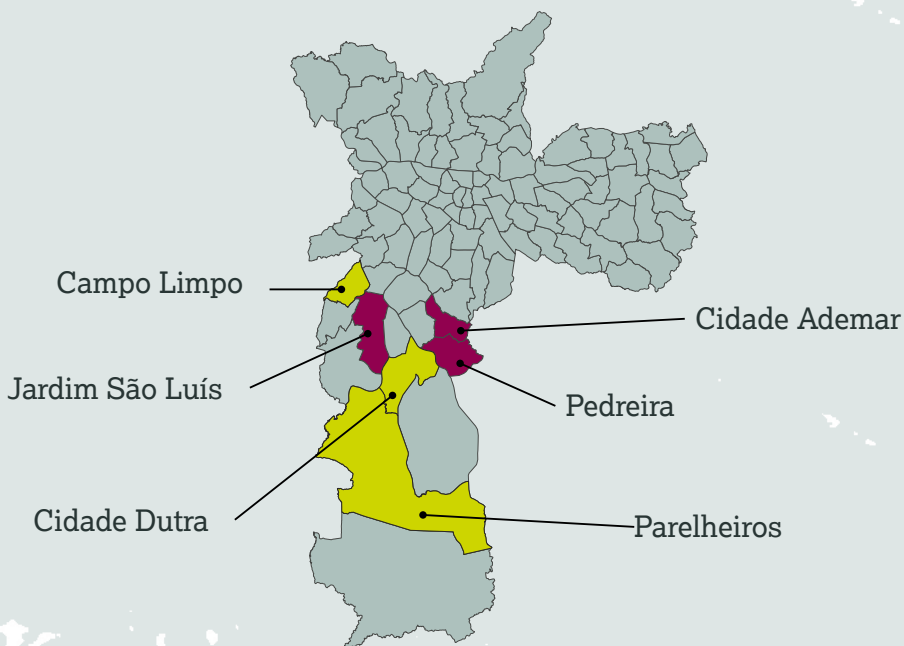 Campo Limpo
Cidade Ademar
Jardim São Luís
Pedreira
Cidade Dutra
Parelheiros